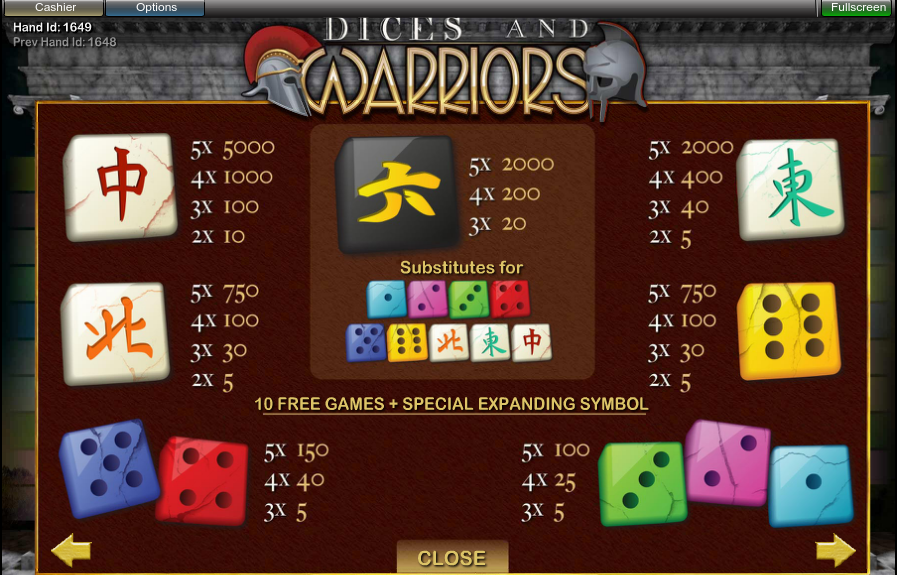 Cashier
Options
Fullscreen
Hand Id: 1649
Prev Hand Id: 1648
DICES AND
WARRIORS
中
5X 5000
4X 1000
3X 100
2X 10
六
5X 2000
4X 200
3X 20
5X 2000
4X 400
3X 40
2X 5
東
Substitutes for
北 東 中
北
5X 750
4X 100
3X 30
2X 5
5X 750
4X 100
3X 30
2X 5
10 FREE GAMES + SPECIAL EXPANDING SYMBOL
5X 150
4X 40
3X 5
5X 100
4X 25
3X 5
CLOSE